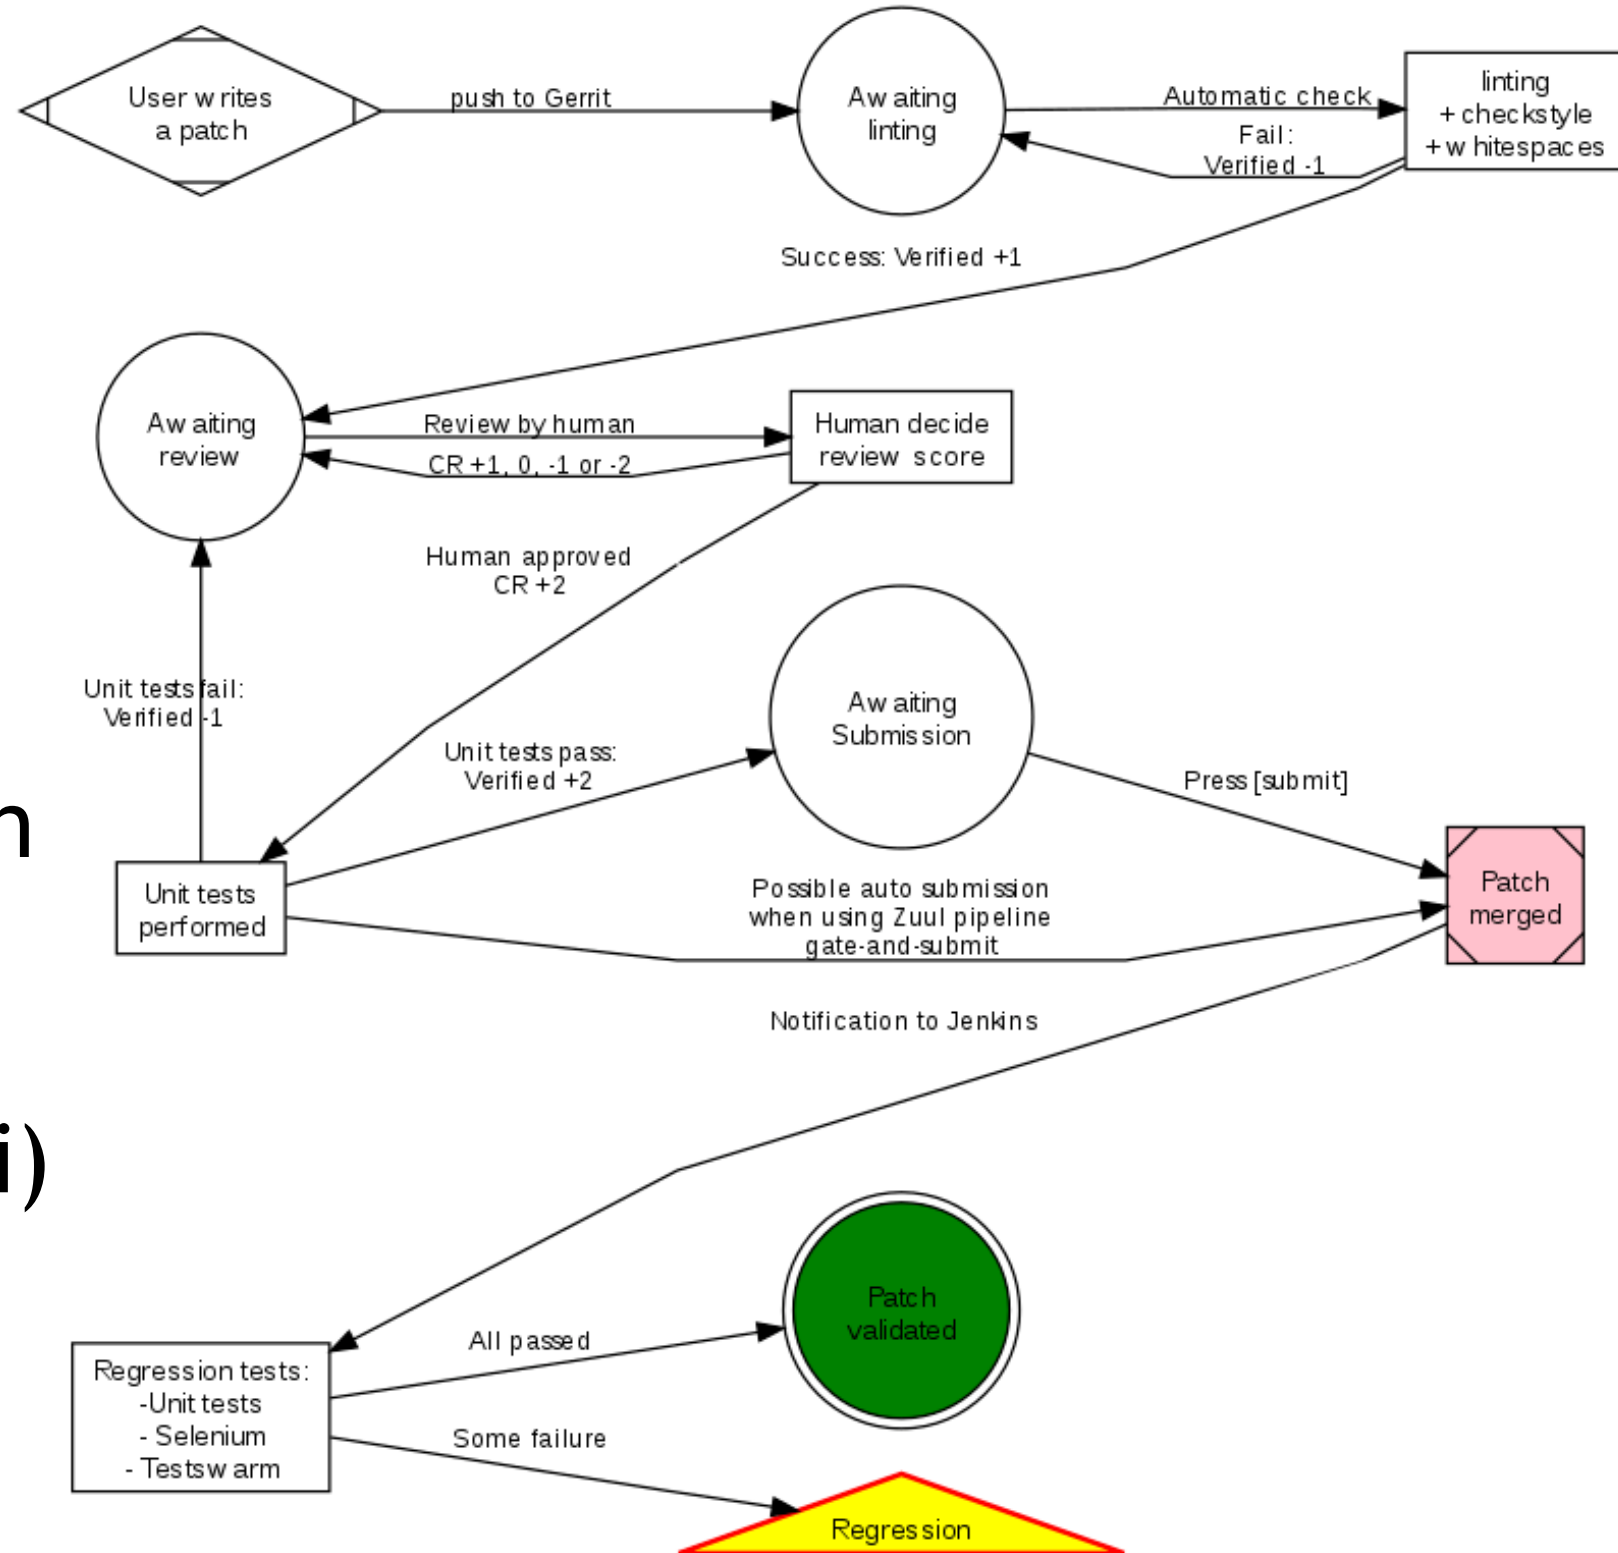 User writes
a patch
push to Gerrit
Awaiting
linting
Automatic check
Fail:
Verified -1
linting
+ checkstyle
+ whitespaces
Success: Verified +1
Awaiting
review
Review by human
CR +1, 0, -1 or -2
Human decide
review score
Human approved
CR +2
Unit tests fail:
Verified -1
Unit tests pass:
Verified +2
Awaiting
Submission
Press [submit]
n
Unit tests
performed
Possible auto submission
when using Zuul pipeline
gate-and-submit
Patch
merged
Notification to Jenkins
i)
Patch
validated
All passed
Regression tests:
-Unit tests
- Selenium
- Testswarm
Some failure
Regression